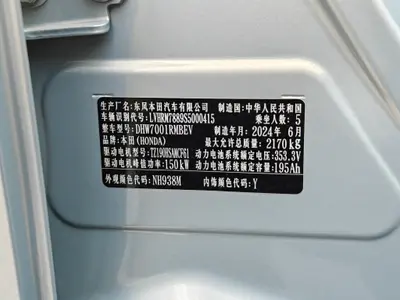 生产厂名:东风本田汽车有限公司 制造国:中华人民共和国
车辆识别代号:LVHRM7889S5000415 乘坐人数:5
整车型号:DHW7001RMBEV 制造年月:2024年6月
品牌:本田(HONDA) 最大允许总质量:2170kg
驱动电机型号:TZ190HSAMCF61 动力电池系统额定电压:353.3V
驱动电机峰值功率:150kW 动力电池系统额定容量:195Ah
外观颜色代码:NH938M 内饰颜色代码:Y